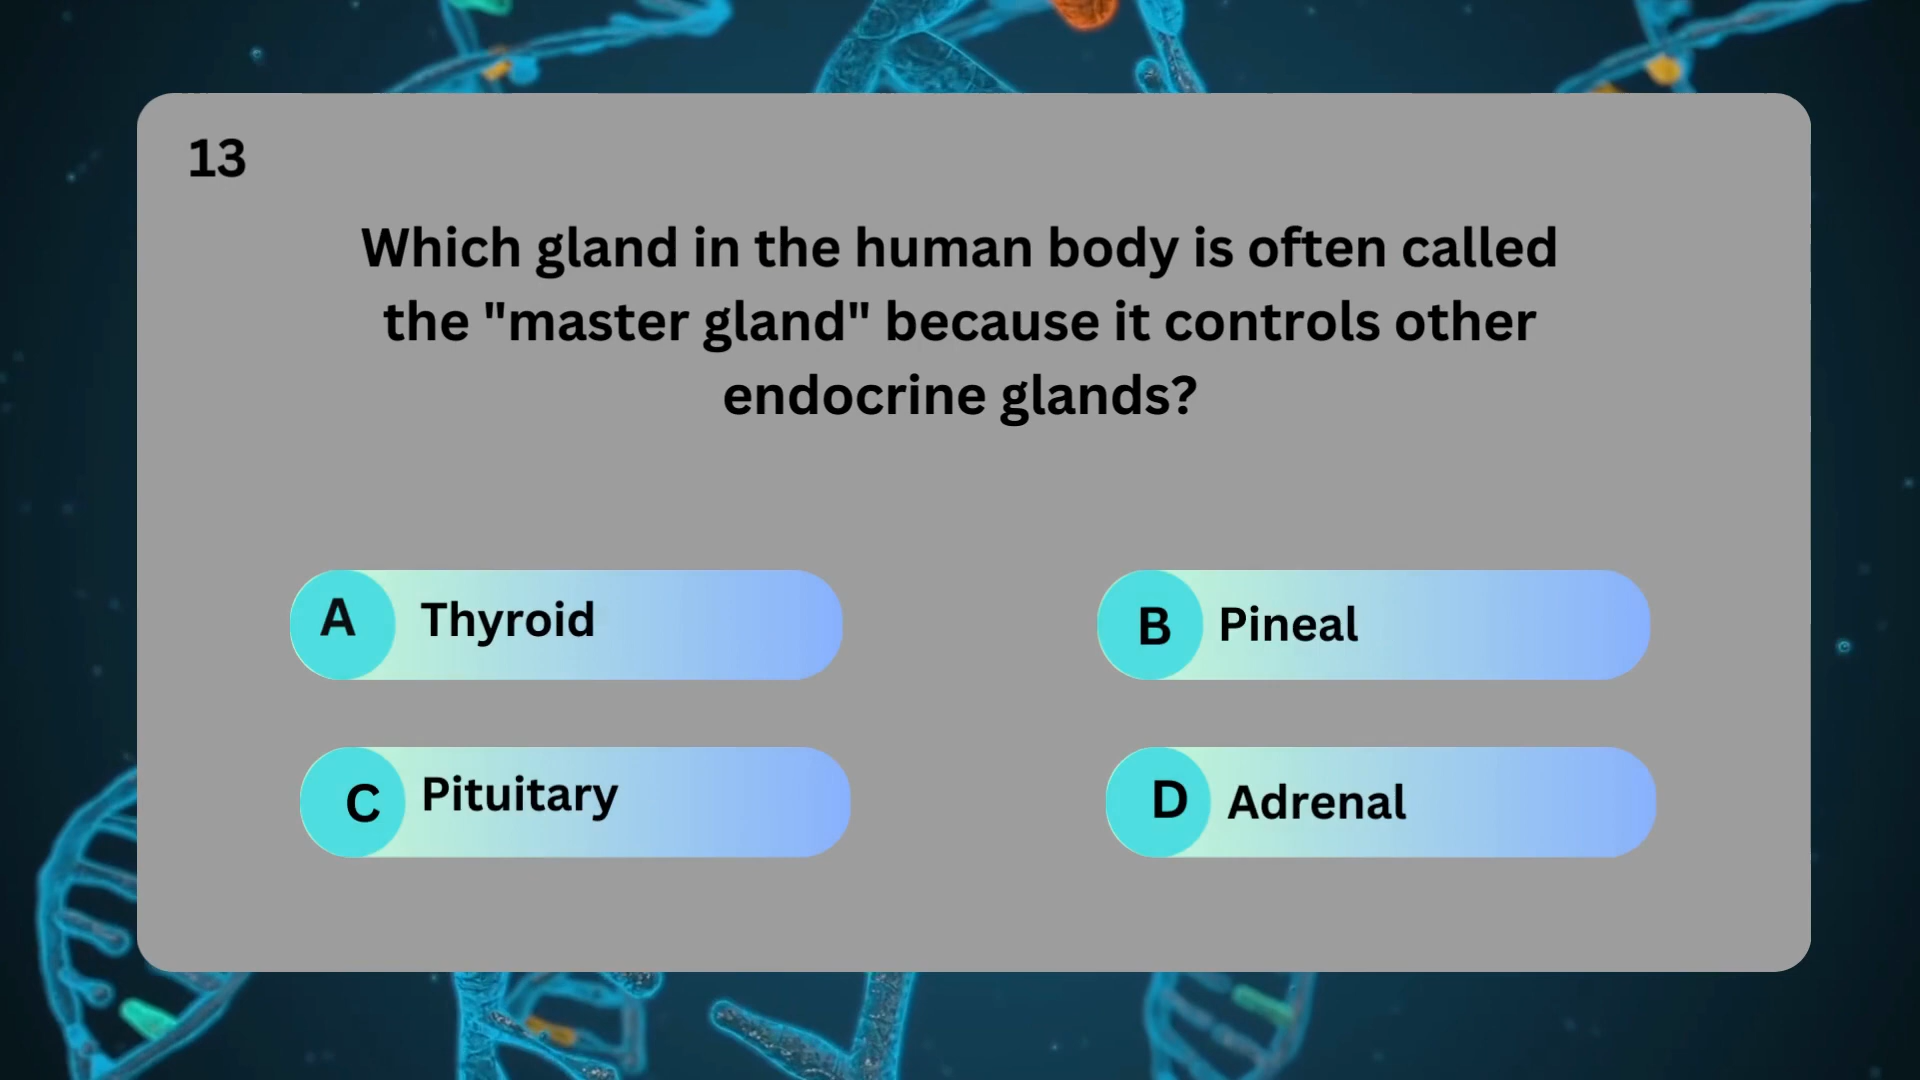 13
Which gland in the human body is often called
the "master gland" because it controls other
endocrine glands?
A Thyroid
B Pineal
C Pituitary
D Adrenal